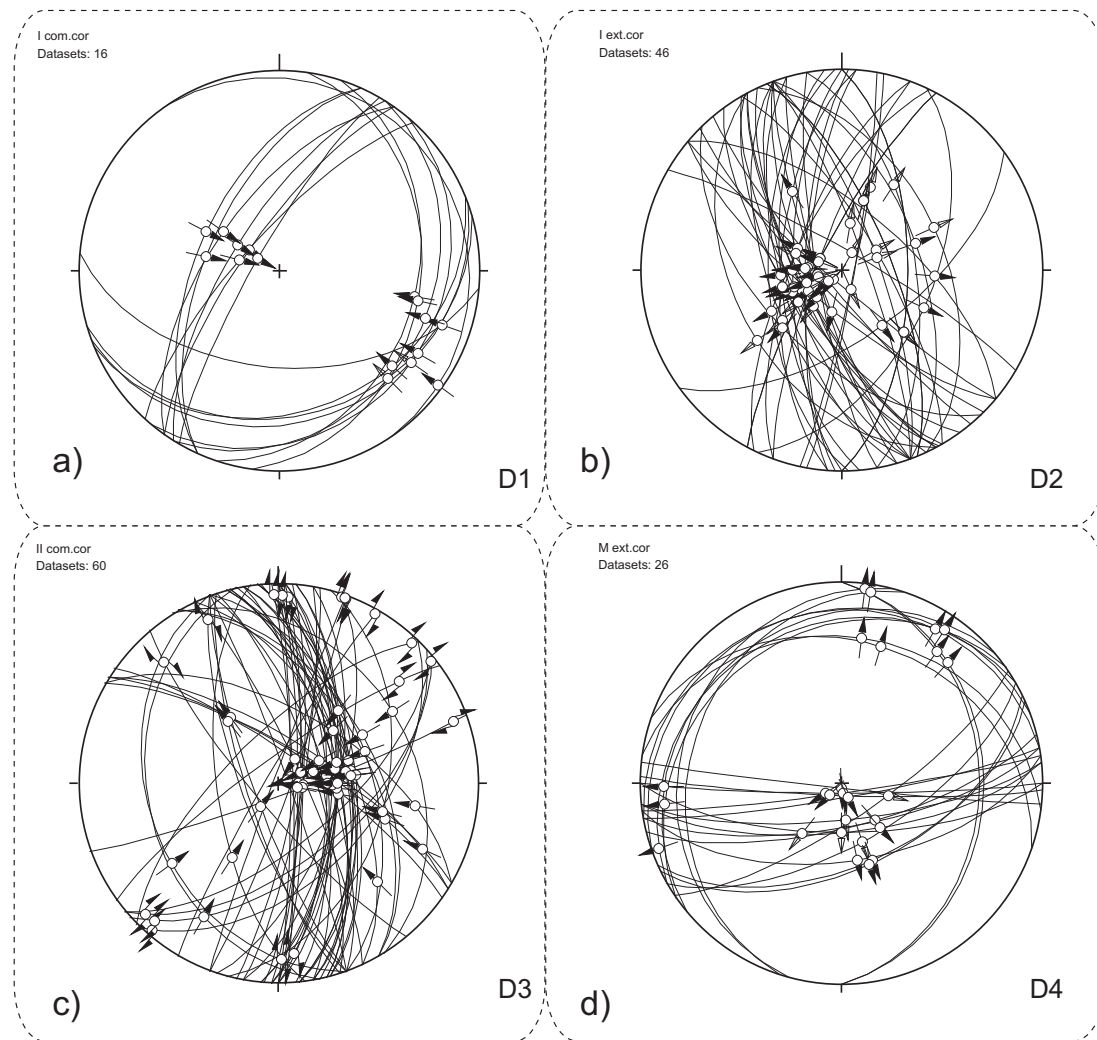 I com.cor
Datasets: 16
a)
D1
I ext.cor
Datasets: 46
b)
D2
II com.cor
Datasets: 60
c)
D3
M ext.cor
Datasets: 26
d)
D4